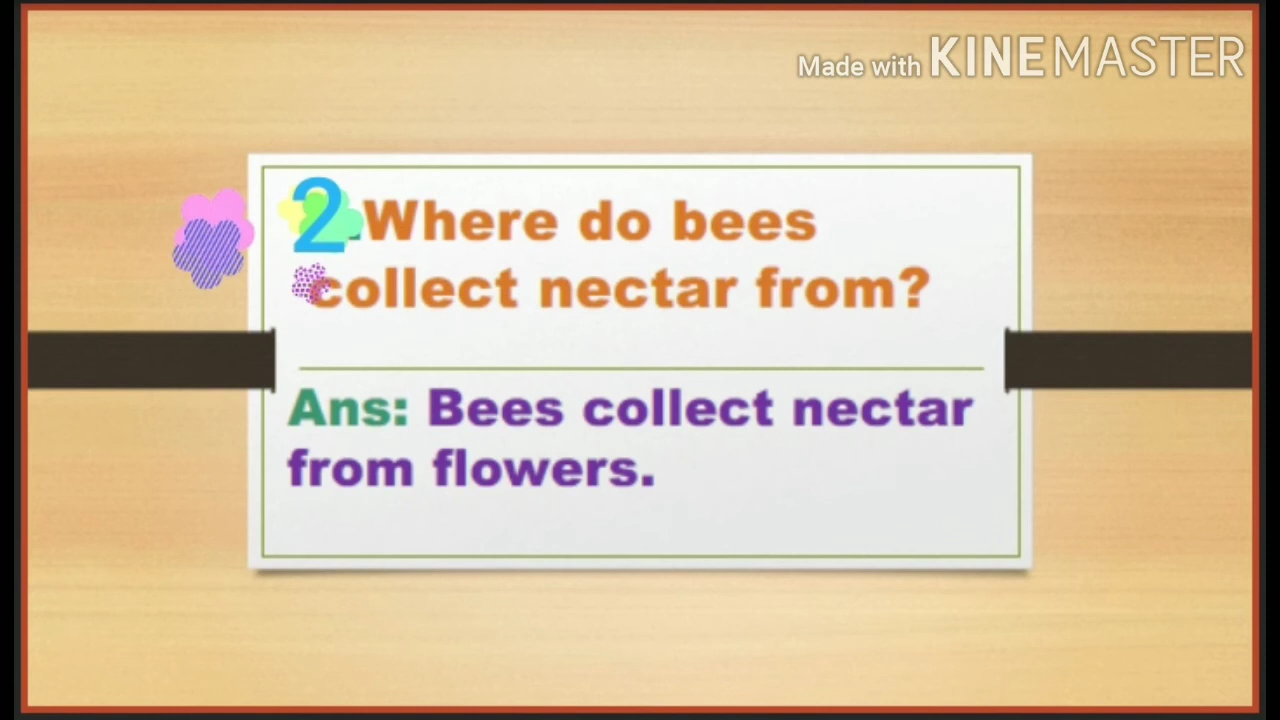 Made with KINEMASTER
2.Where do bees
collect nectar from?
Ans: Bees collect nectar
from flowers.